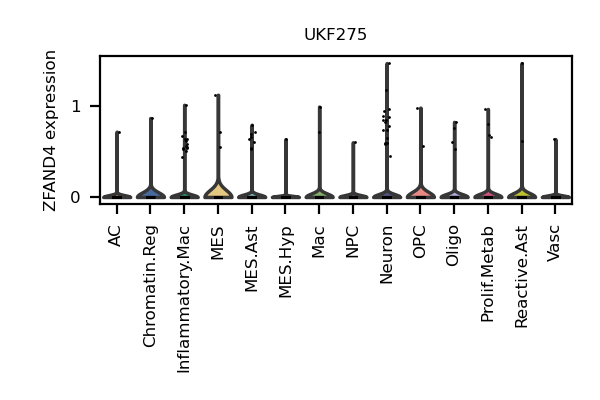 UKF275
ZFAND4 expression
1
0
AC
Chromatin.Reg
Inflammatory.Mac
MES
MES.Ast
MES.Hyp
Mac
NPC
Neuron
OPC
Oligo
Prolif.Metab
Reactive.Ast
Vasc